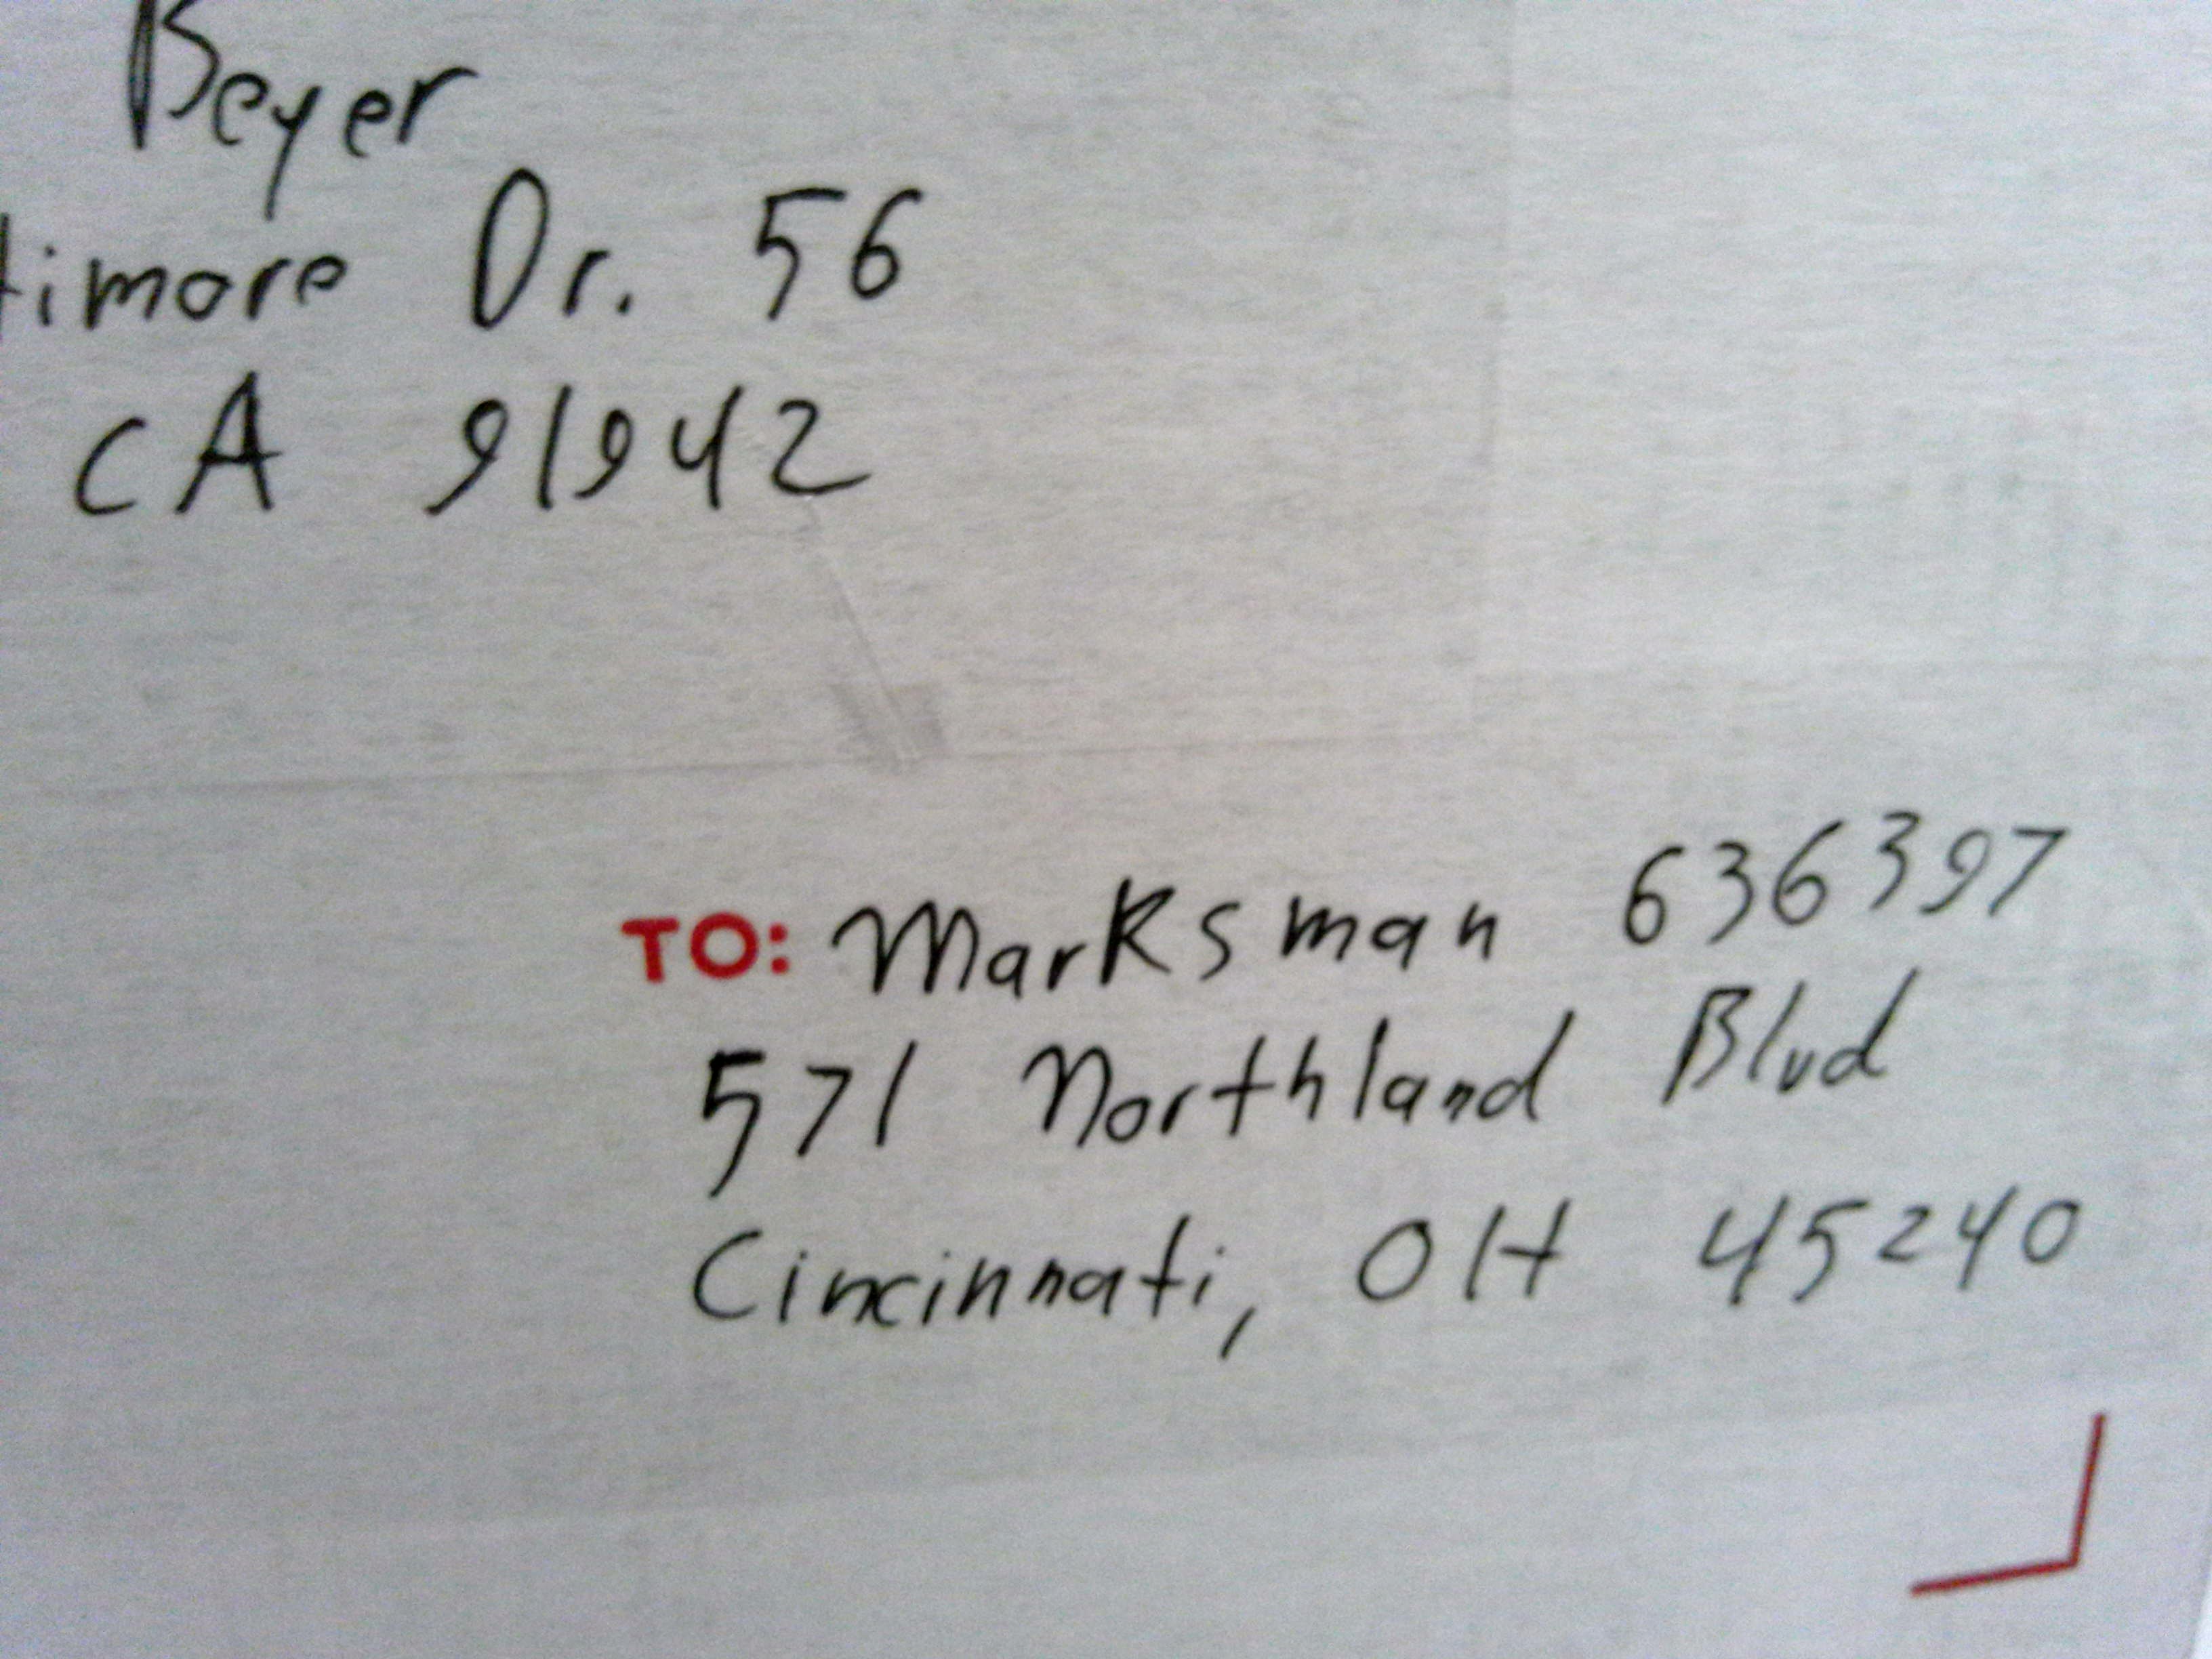 Beyer
timore Dr. 56
CA 91942
TO: Marksman 636397
571 Northland Blvd
Cincinnati, OH 45240